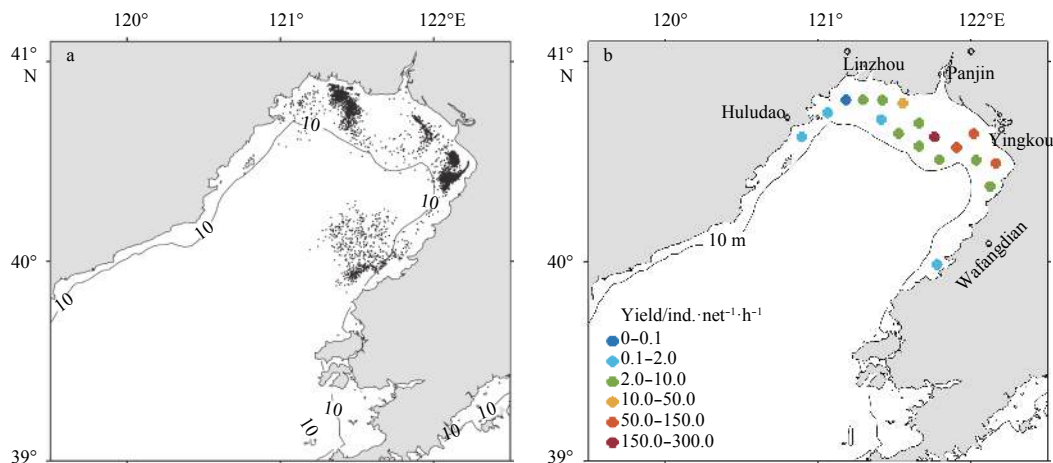 120° 121° 122°E
120° 121° 122°E
41°
N
40°
39°
a
10
10
10
10
10
10
10
10
41°
N
40°
39°
b
Linzhou
Panjin
Huludao
Yingkou
10 m
Wafangdian
Yield/ind.·net⁻¹·h⁻¹
0–0.1
0.1–2.0
2.0–10.0
10.0–50.0
50.0–150.0
150.0–300.0